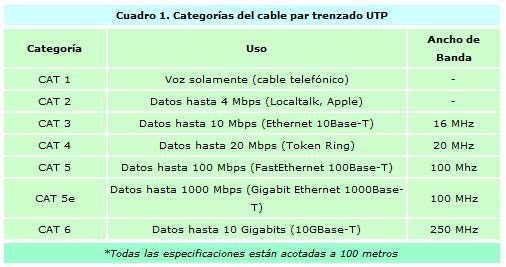 Cuadro 1. Categorías del cable par trenzado UTP
Categoría Uso Ancho de Banda
CAT 1 Voz solamente (cable telefónico) -
CAT 2 Datos hasta 4 Mbps (Localtalk, Apple) -
CAT 3 Datos hasta 10 Mbps (Ethernet 10Base-T) 16 MHz
CAT 4 Datos hasta 20 Mbps (Token Ring) 20 MHz
CAT 5 Datos hasta 100 Mbps (FastEthernet 100Base-T) 100 Mhz
CAT 5e Datos hasta 1000 Mbps (Gigabit Ethernet 1000Base-T) 100 MHz
CAT 6 Datos hasta 10 Gigabits (10GBase-T) 250 MHz
*Todas las especificaciones están acotadas a 100 metros